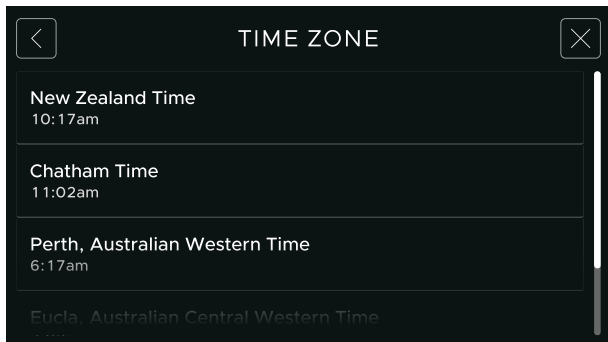 TIME ZONE
New Zealand Time
10:17am
Chatham Time
11:02am
Perth, Australian Western Time
6:17am
Eucla, Australian Central Western Time